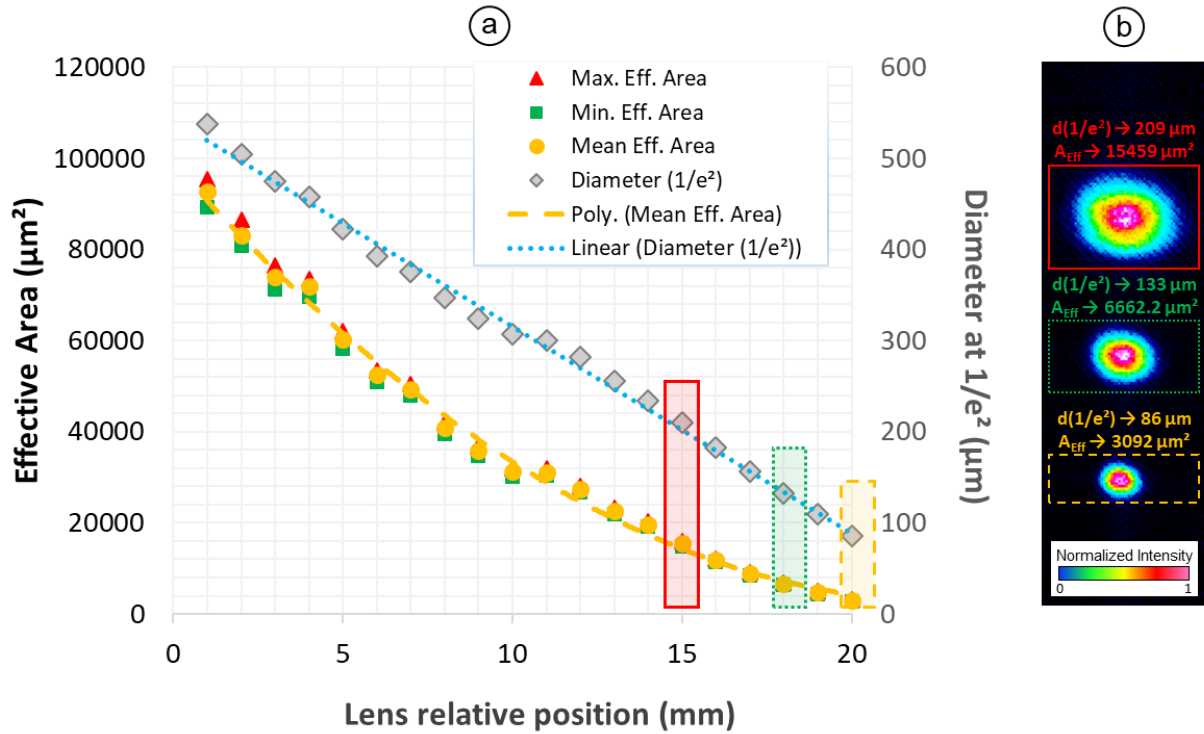 a
b
120000
100000
80000
60000
40000
20000
0
Effective Area (µm²)
Max. Eff. Area
Min. Eff. Area
Mean Eff. Area
Diameter (1/e²)
Poly. (Mean Eff. Area)
Linear (Diameter (1/e²))
600
500
400
300
200
100
0
Diameter at 1/e² (µm)
0 5 10 15 20
Lens relative position (mm)
d(1/e²) → 209 µm
A_Eff → 15459 µm²
d(1/e²) → 133 µm
A_Eff → 6662.2 µm²
d(1/e²) → 86 µm
A_Eff → 3092 µm²
Normalized Intensity
0 1